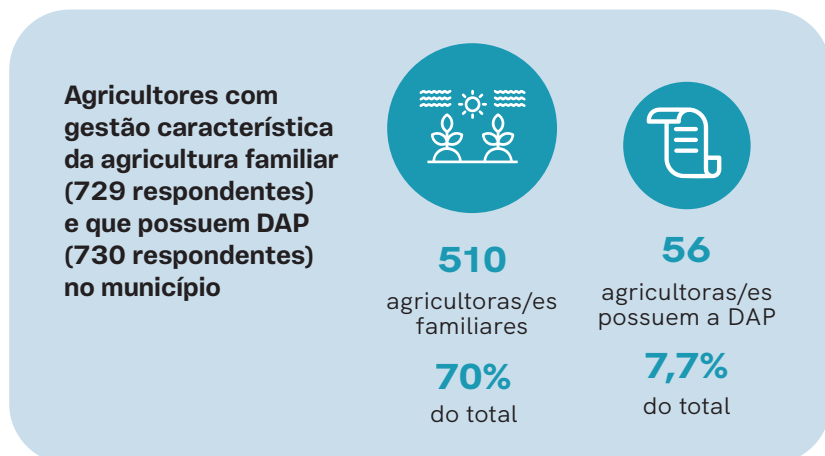 Agricultores com
gestão característica
da agricultura familiar
(729 respondentes)
e que possuem DAP
(730 respondentes)
no município
510
agricultoras/es
familiares
70%
do total
56
agricultoras/es
possuem a DAP
7,7%
do total